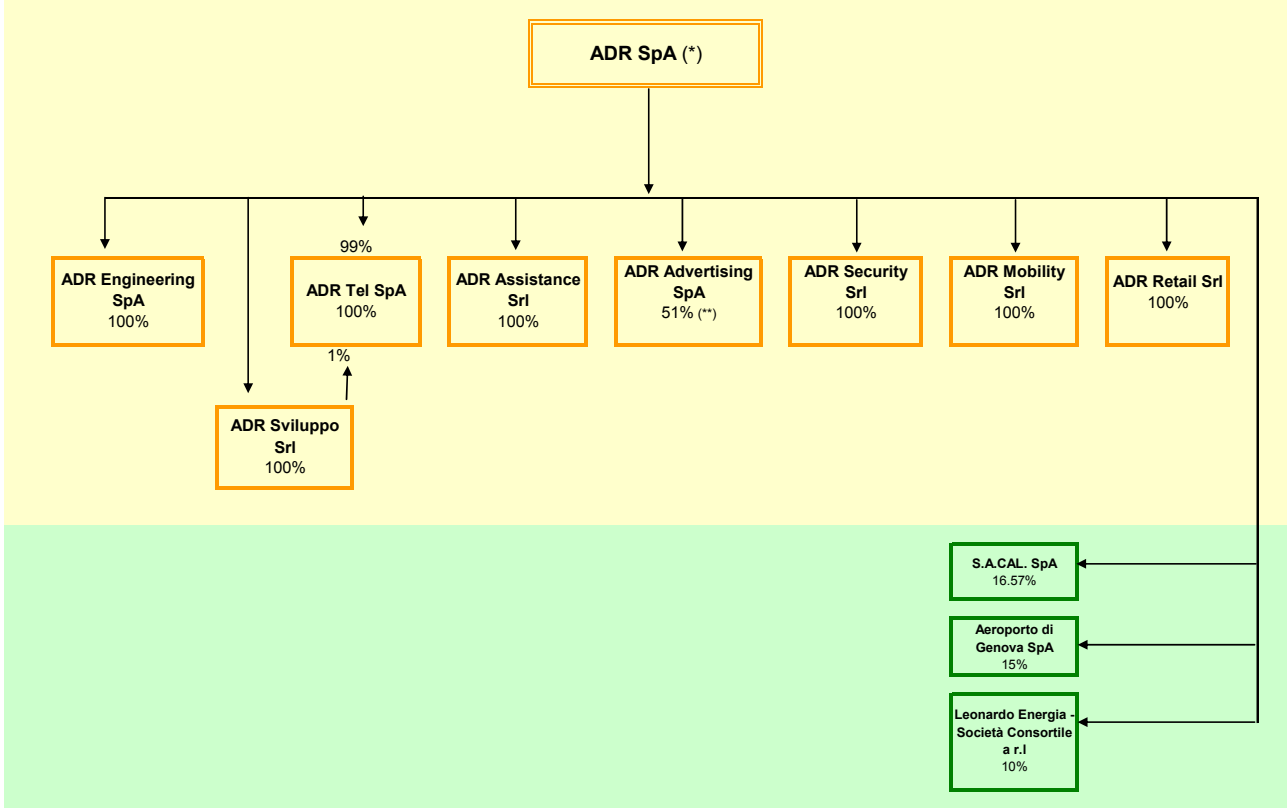 ADR SpA (*)
99%
ADR Engineering
SpA
100%
ADR Tel SpA
100%
ADR Assistance
Srl
100%
ADR Advertising
SpA
51% (**)
ADR Security
Srl
100%
ADR Mobility
Srl
100%
ADR Retail Srl
100%
1%
ADR Sviluppo
Srl
100%
S.A.CAL. SpA
16.57%
Aeroporto di
Genova SpA
15%
Leonardo Energia -
Società Consortile
a r.l
10%